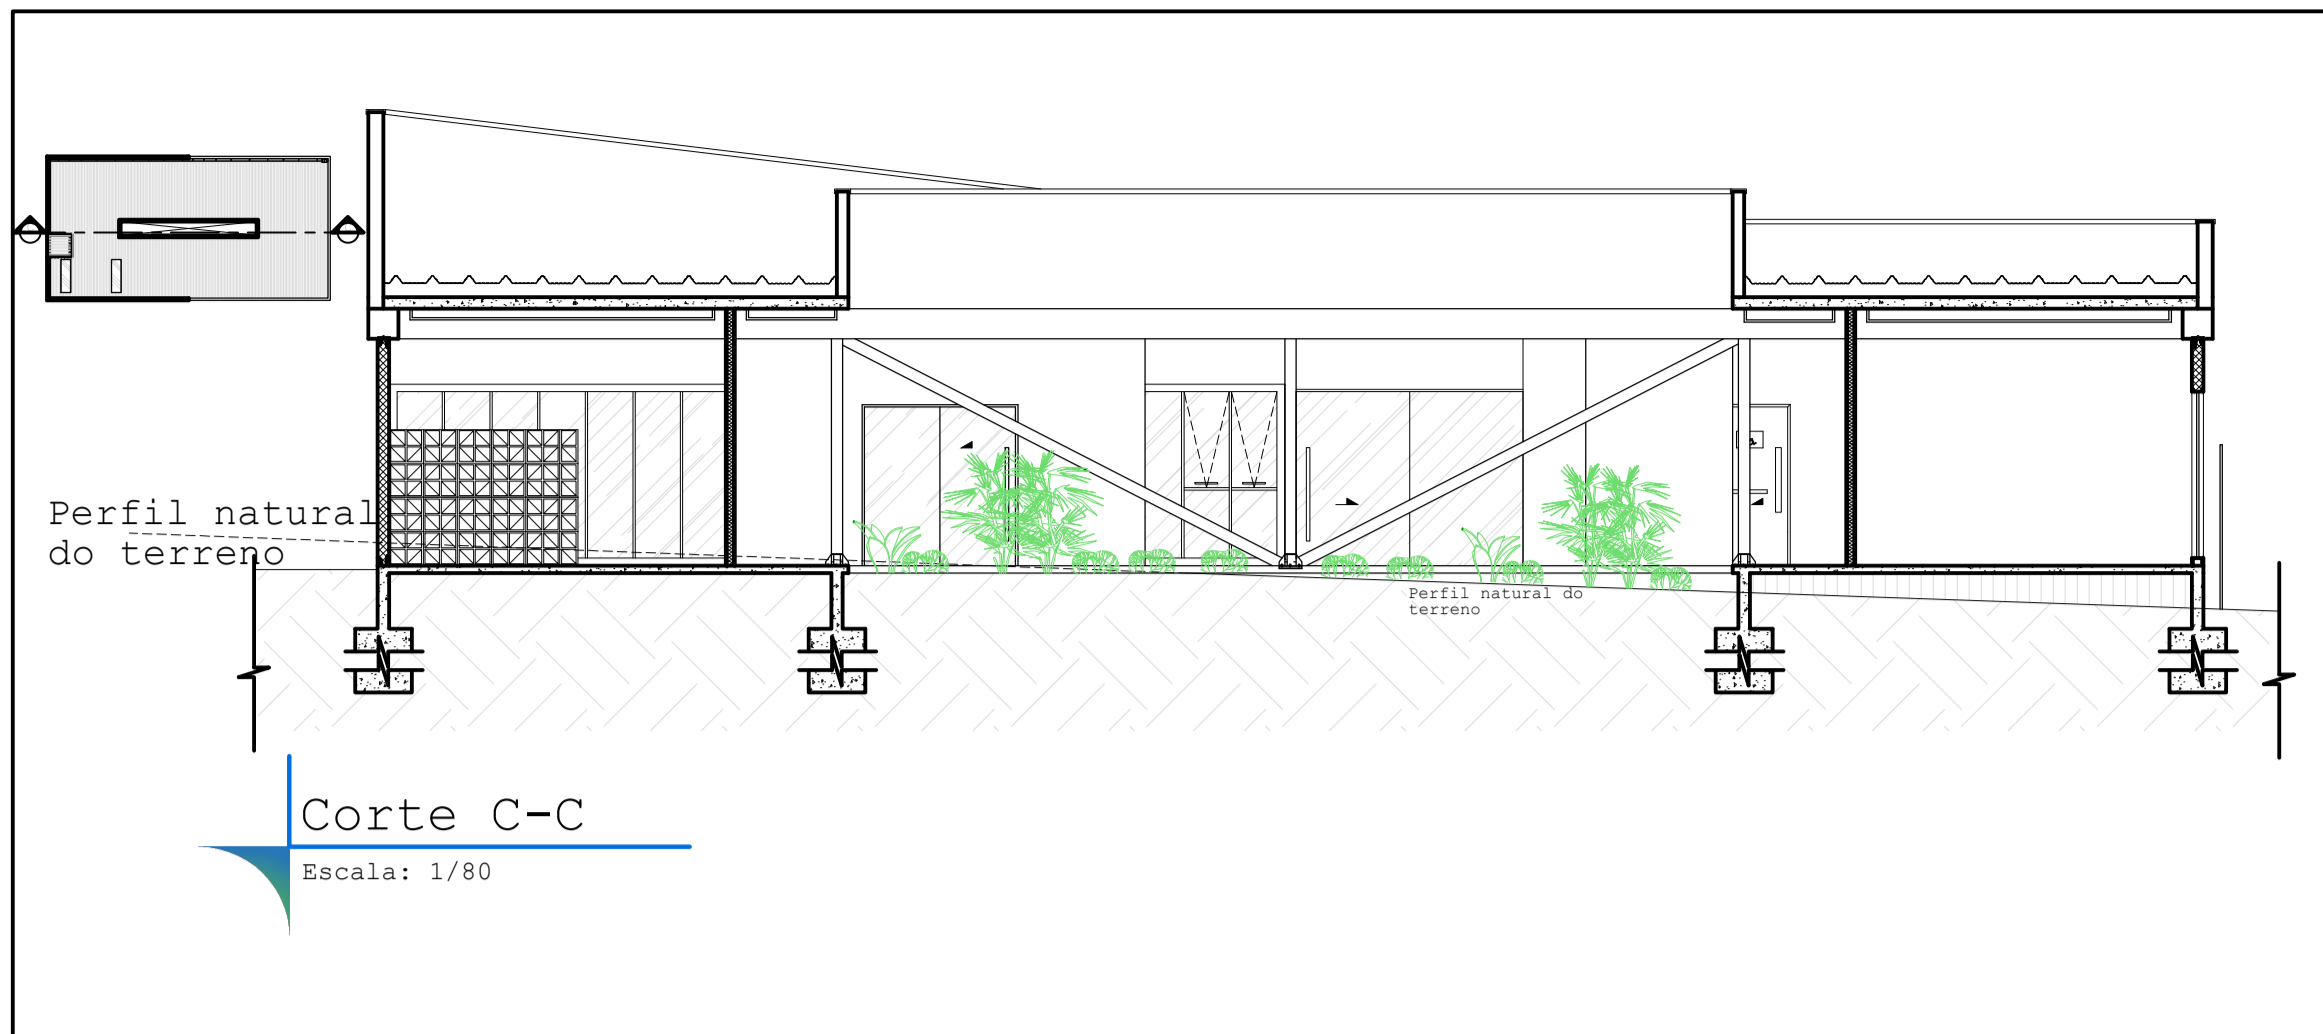 Perfil natural
do terreno
Perfil natural do
terreno
Corte C-C
Escala: 1/80